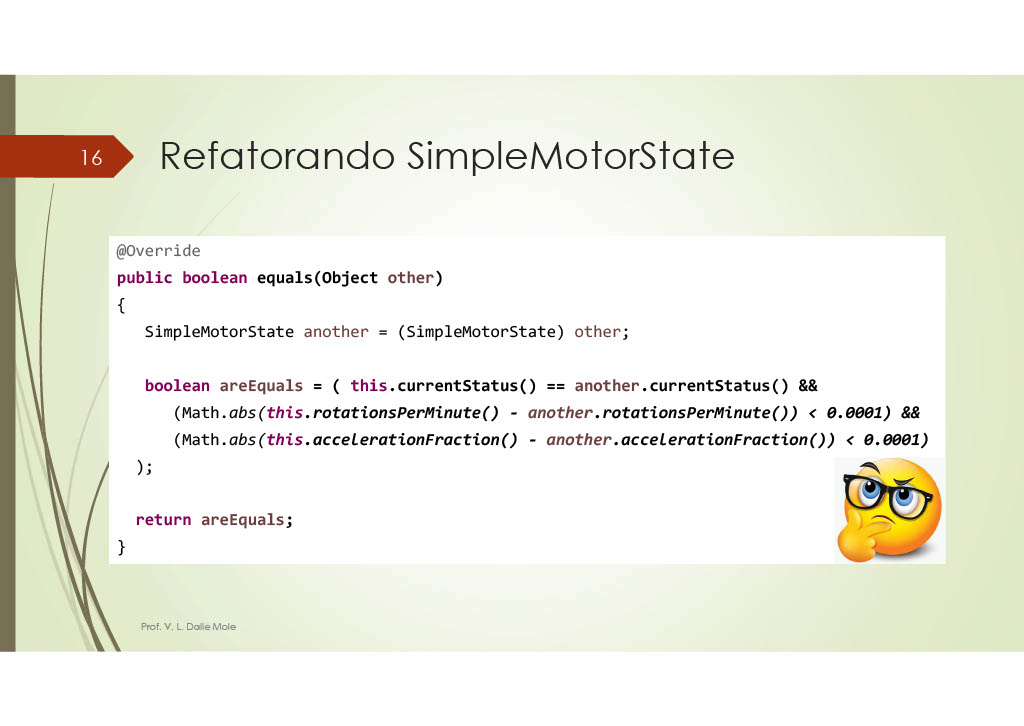 16
Refatorando SimpleMotorState
@Override
public boolean equals(Object other)
{
SimpleMotorState another = (SimpleMotorState) other;
boolean areEquals = ( this.currentStatus() == another.currentStatus() &&
(Math.abs(this.rotationsPerMinute() - another.rotationsPerMinute()) < 0.0001) &&
(Math.abs(this.accelerationFraction() - another.accelerationFraction()) < 0.0001)
);
return areEquals;
}
Prof. V. L. Dalle Mole